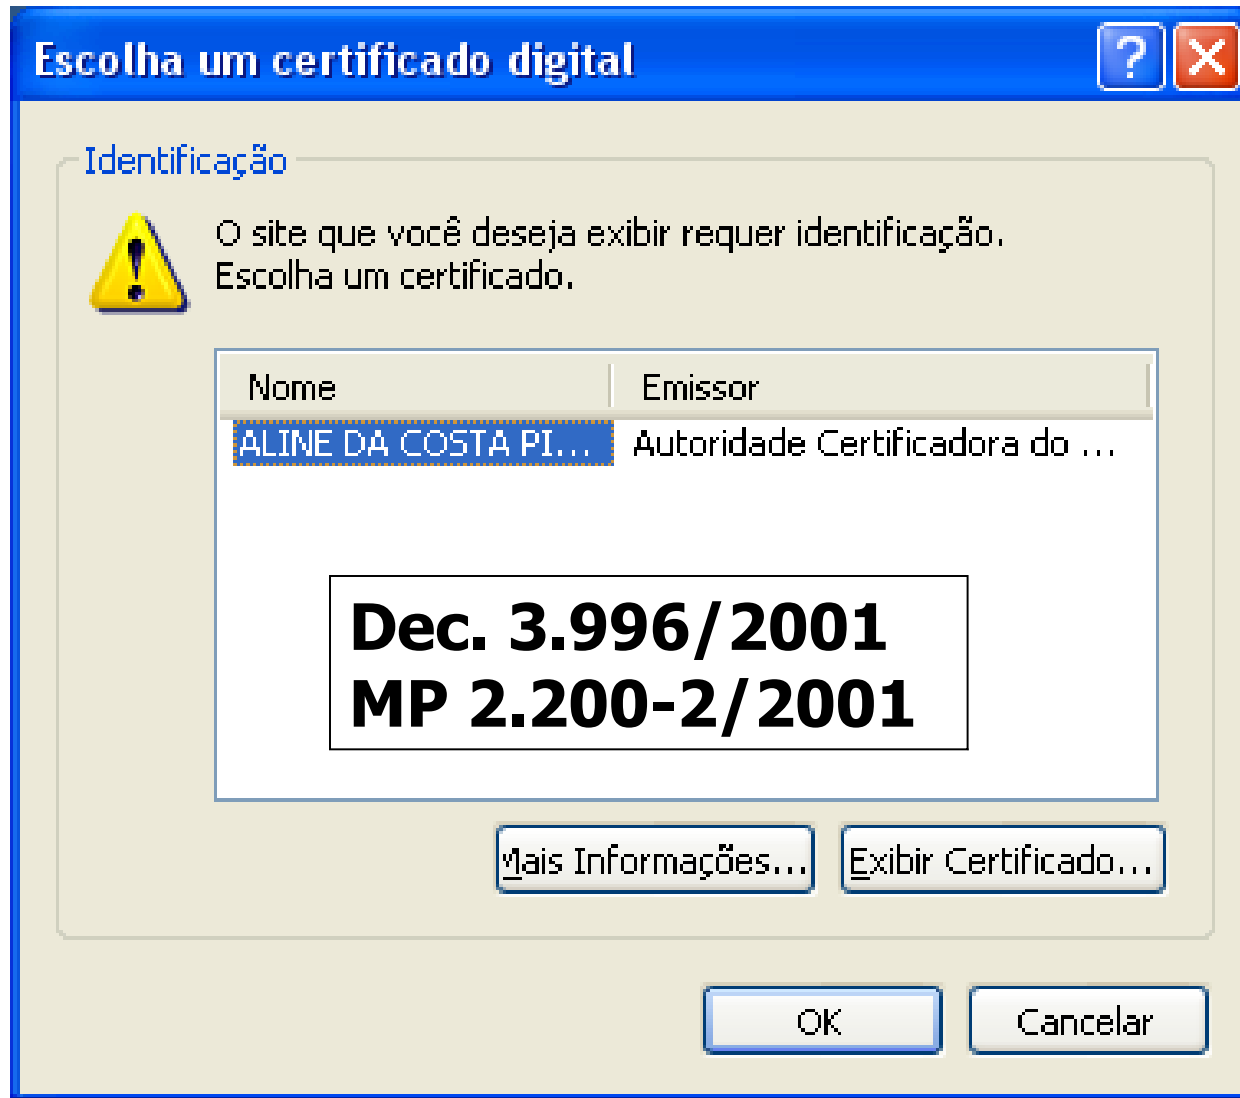 Escolha um certificado digital
Identificação
O site que você deseja exibir requer identificação.
Escolha um certificado.
Nome Emissor
ALINE DA COSTA PI... Autoridade Certificadora do ...
Dec. 3.996/2001
MP 2.200-2/2001
Mais Informações... Exibir Certificado...
OK Cancelar